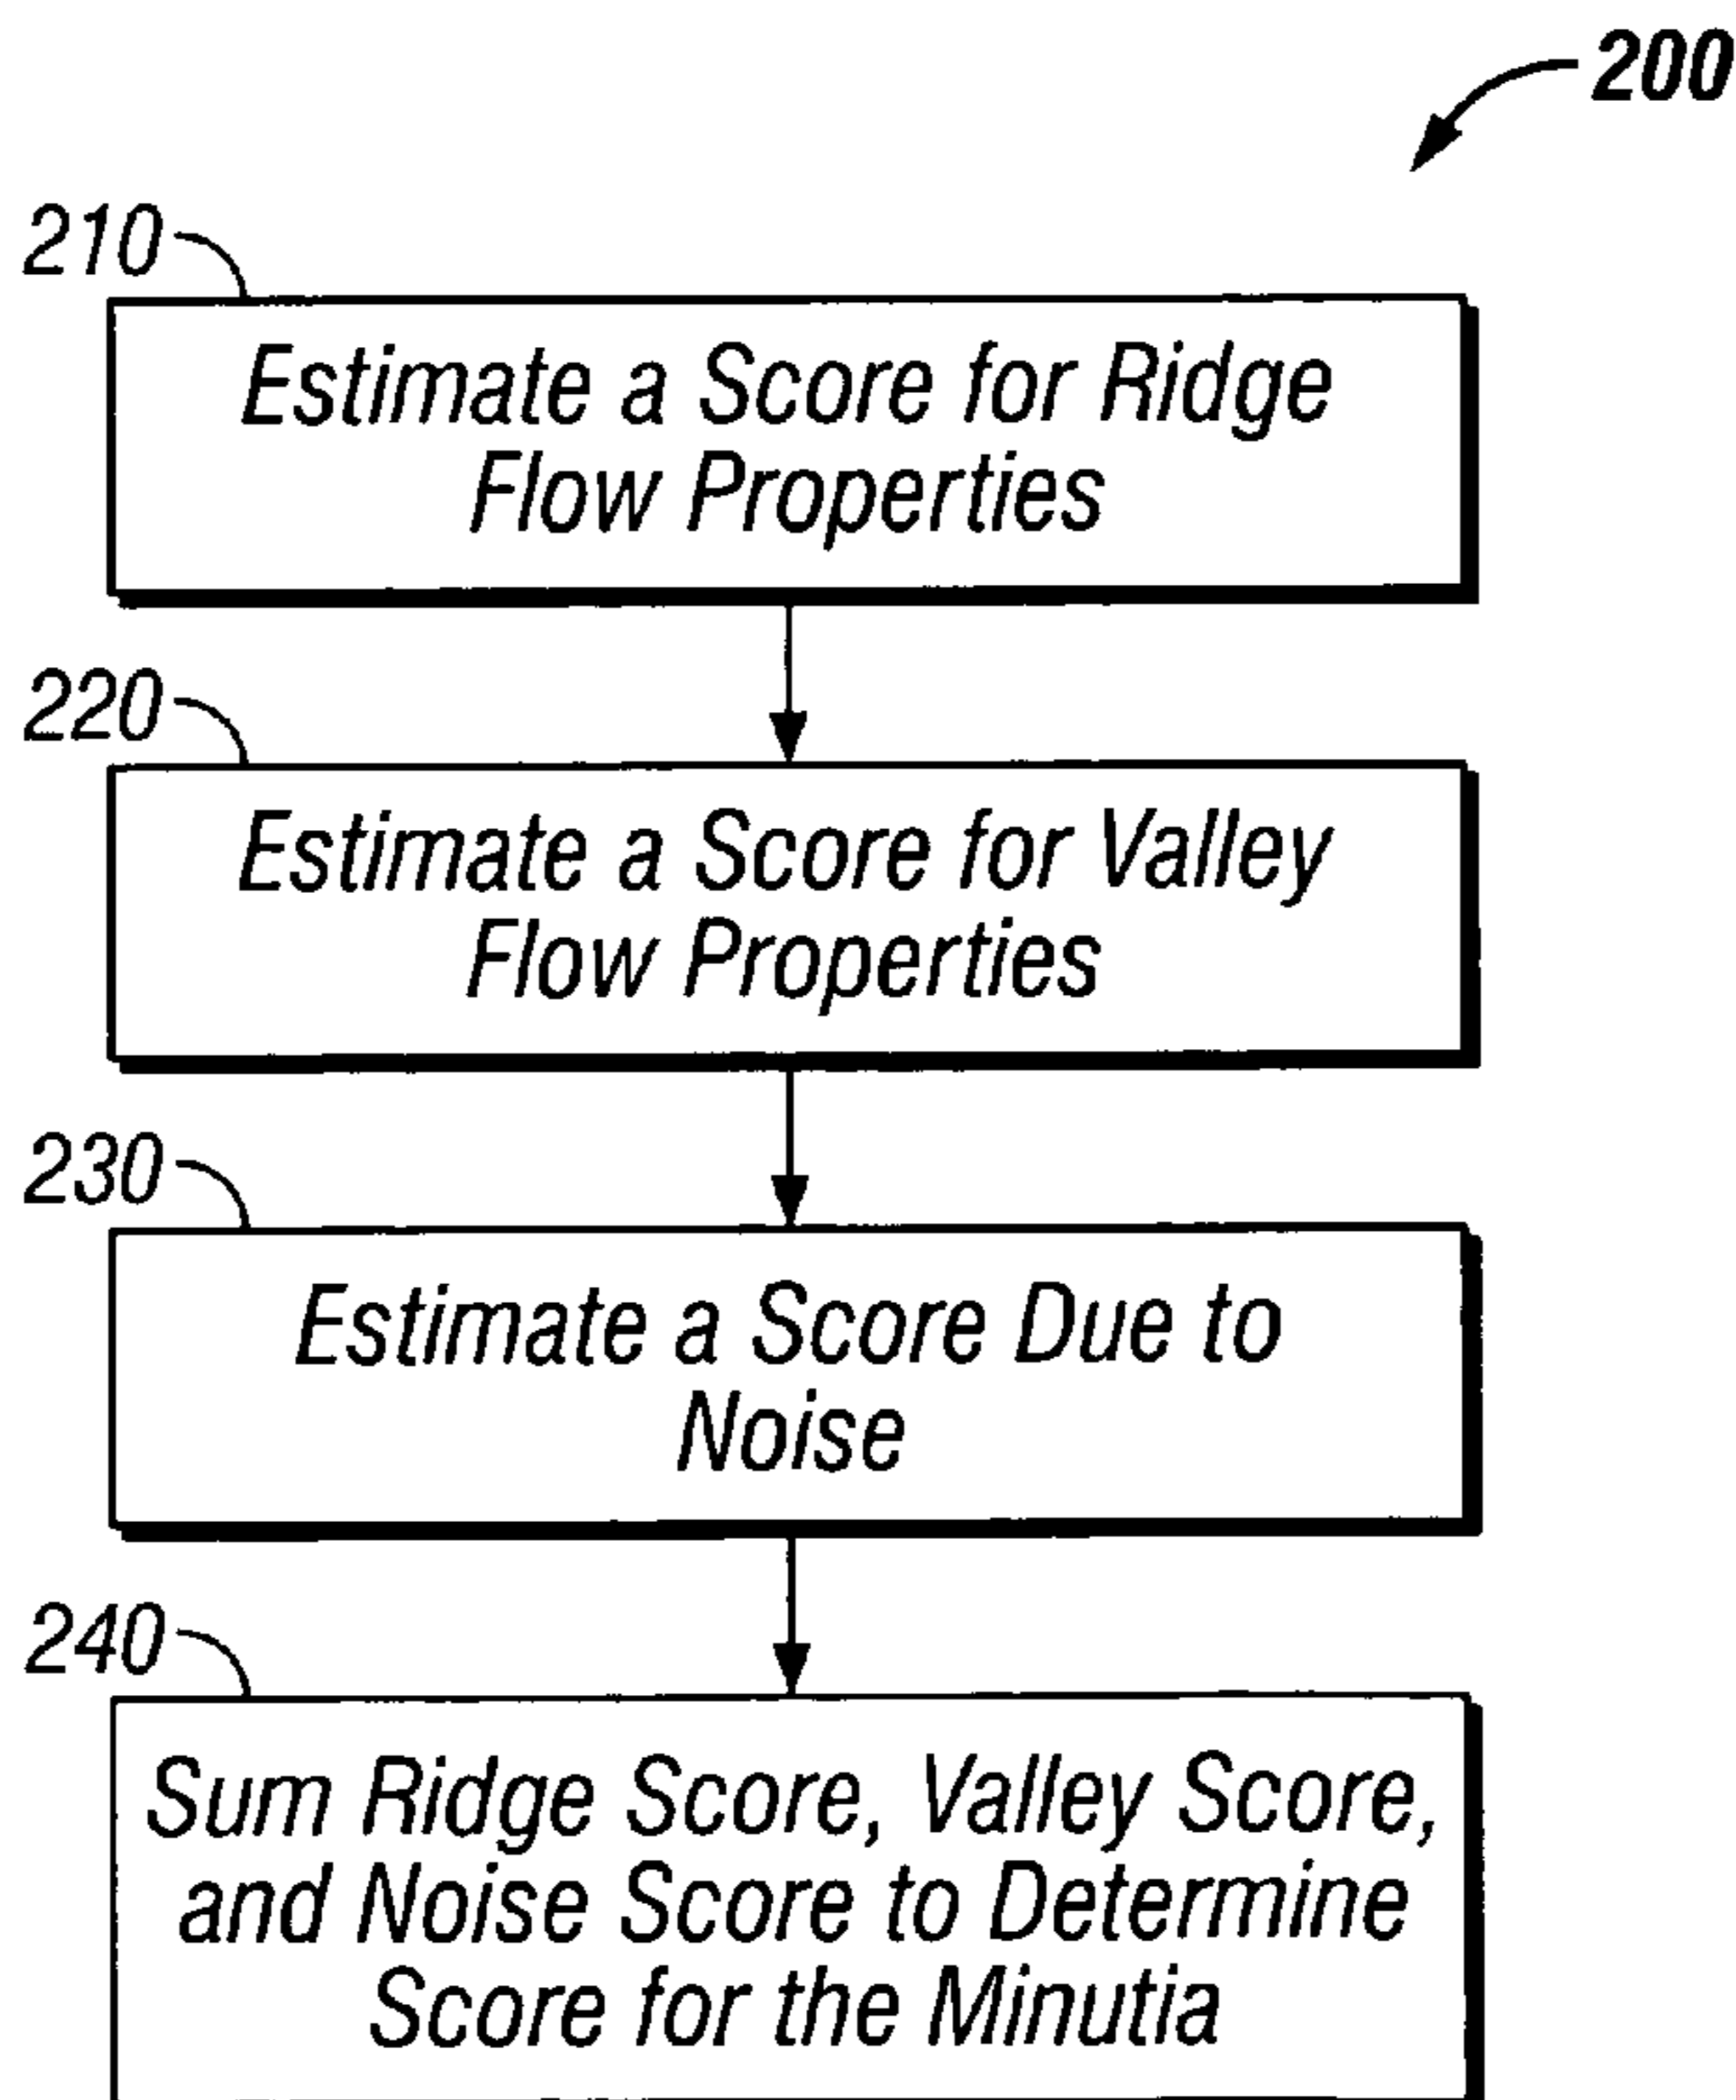 200
210
Estimate a Score for Ridge
Flow Properties
220
Estimate a Score for Valley
Flow Properties
230
Estimate a Score Due to
Noise
240
Sum Ridge Score, Valley Score,
and Noise Score to Determine
Score for the Minutia